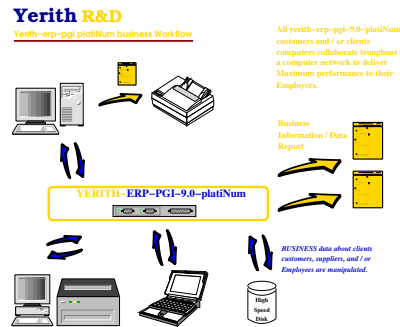 Yerith R&D
Yerith-erp-pgi platiNum business Workflow
All yerith-erp-pgi-9.0-platiNum
customers and / or clients
computers collaborate troughout
a computer network to deliver
Maximum performance to their
Employers.
Business
Information / Data
Report
YERITH-ERP-PGI-9.0-platiNum
BUSINESS data about clients
customers, suppliers, and / or
Employees are manipulated.
High
Speed
Disk